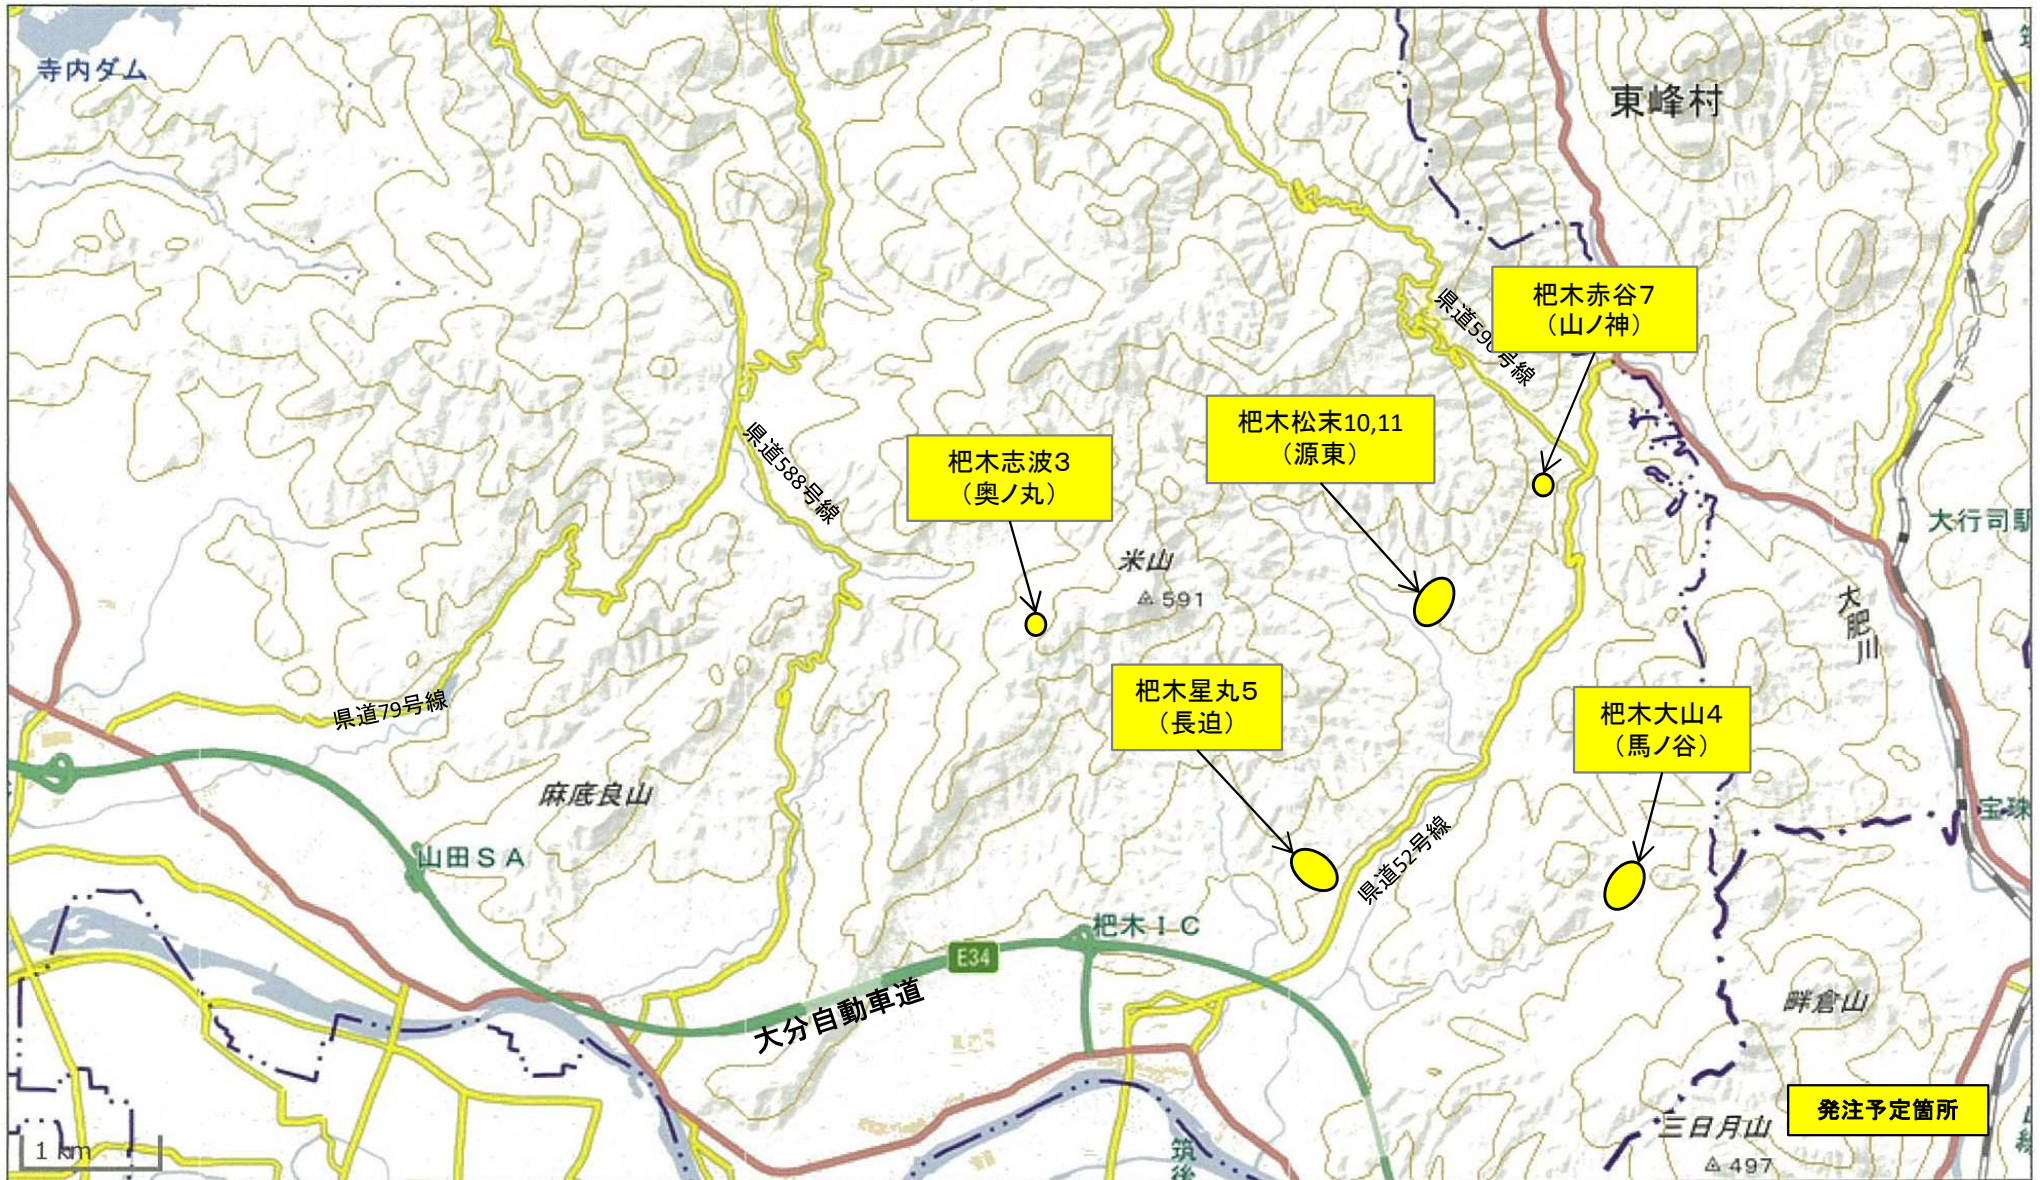 寺内ダム
東峰村
杷木赤谷7
（山ノ神）
県道590号線
杷木松末10,11
（源東）
県道588号線
杷木志波3
（奥ノ丸）
大行司駅
米山
591
大肥川
杷木星丸5
（長迫）
県道79号線
杷木大山4
（馬ノ谷）
麻底良山
宝珠
山田SA
県道52号線
杷木IC
E34
大分自動車道
畔倉山
発注予定箇所
三日月山
497
1 km
筑後